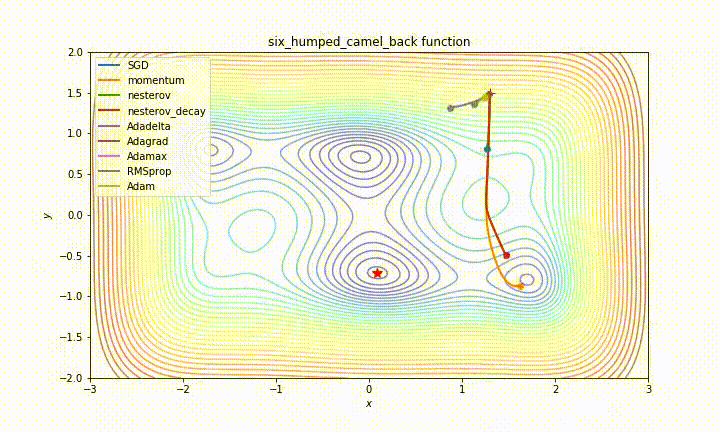 six_humped_camel_back function
2.0
1.5
1.0
0.5
0.0
−0.5
−1.0
−1.5
−2.0
y
SGD
momentum
nesterov
nesterov_decay
Adadelta
Adagrad
Adamax
RMSprop
Adam
−3
−2
−1
0
1
2
3
x